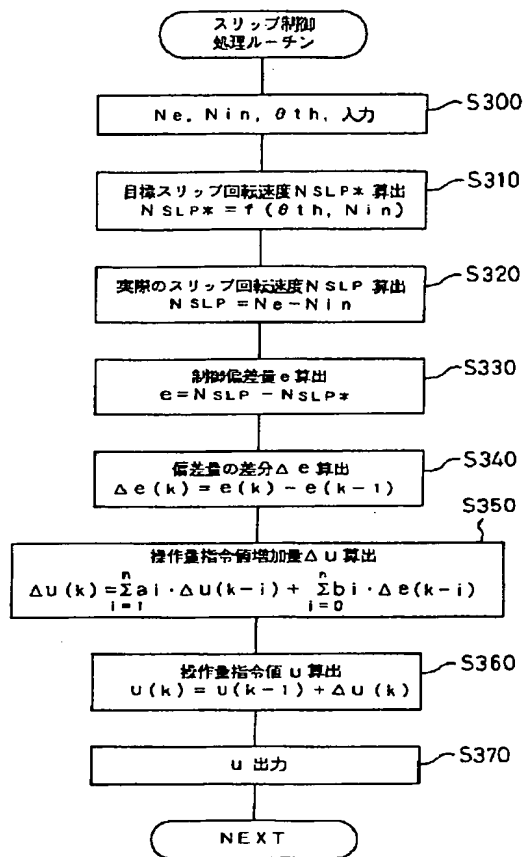 スリップ制御
処理ルーチン
Ne, Nin, θth, 入力
S300
目標スリップ回転速度NSLP* 算出
NSLP* = f (θth, Nin)
S310
実際のスリップ回転速度NSLP 算出
NSLP = Ne−Nin
S320
制御偏差量e算出
e=NSLP − NSLP*
S330
偏差量の差分Δe算出
Δe(k) = e(k) − e(k−1)
S340
S350
操作量指令値増加量ΔU算出
Δu(k) = Σ[i=1..n] ai・Δu(k−i) + Σ[i=0..n] bi・Δe(k−i)
操作量指令値u算出
U(k) = u(k−1) + ΔU(k)
S360
u 出力
S370
NEXT